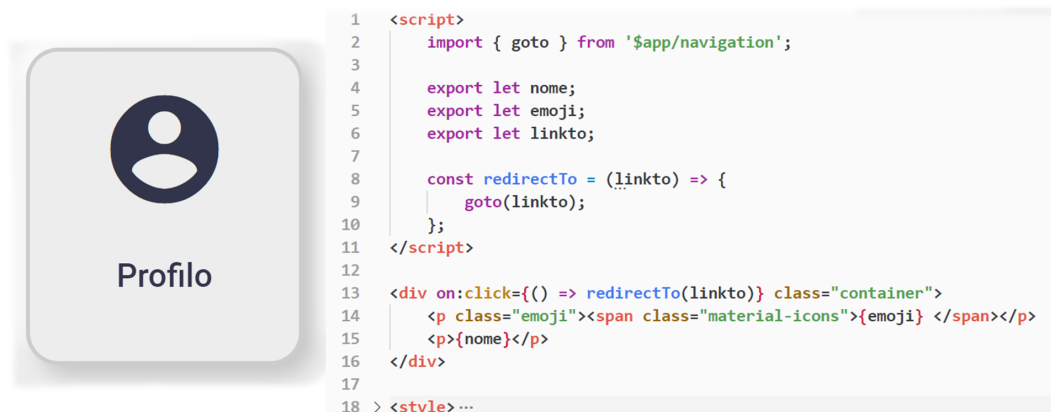 Profilo
1 <script>
2 import { goto } from '$app/navigation';
3
4 export let nome;
5 export let emoji;
6 export let linkto;
7
8 const redirectTo = (linkto) => {
9 goto(linkto);
10 };
11 </script>
12
13 <div on:click={() => redirectTo(linkto)} class="container">
14 <p class="emoji"><span class="material-icons">{emoji} </span></p>
15 <p>{nome}</p>
16 </div>
17
18 > <style>…